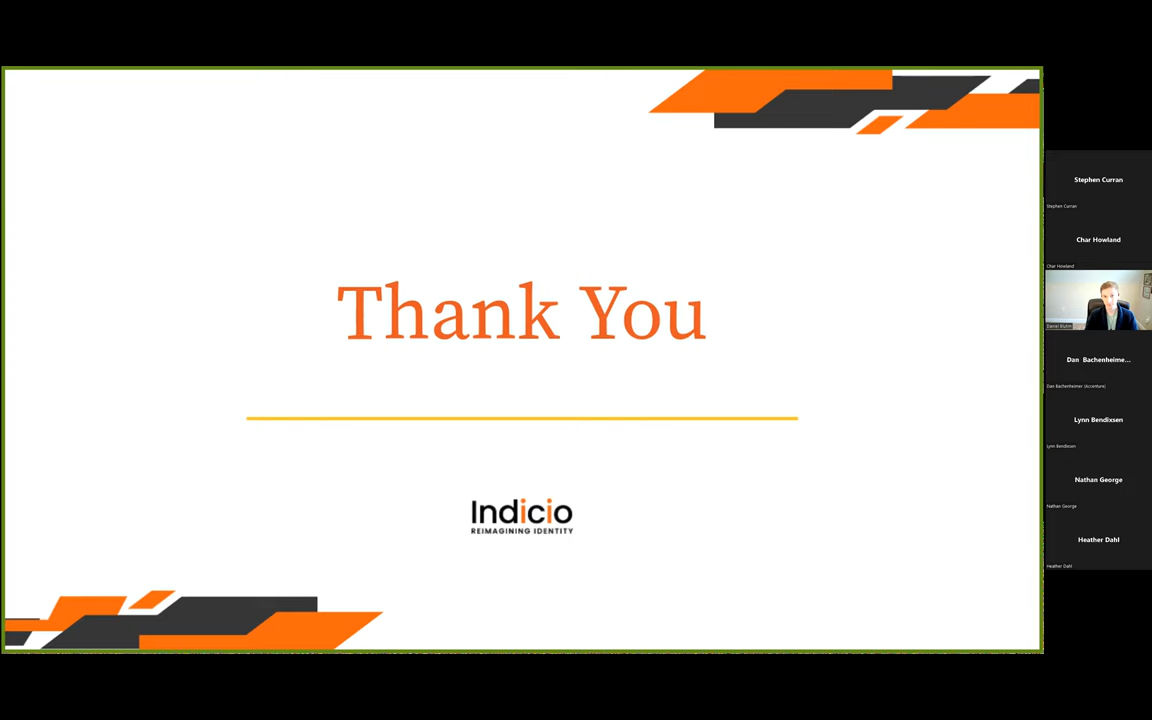 Thank You
Indicio
REIMAGINING IDENTITY
Stephen Curran
Stephen Curran
Char Howland
Char Howland
Daniel Bluhm
Dan Bachenheime...
Dan Bachenheimer (Accenture)
Lynn Bendixsen
Lynn Bendixsen
Nathan George
Nathan George
Heather Dahl
Heather Dahl